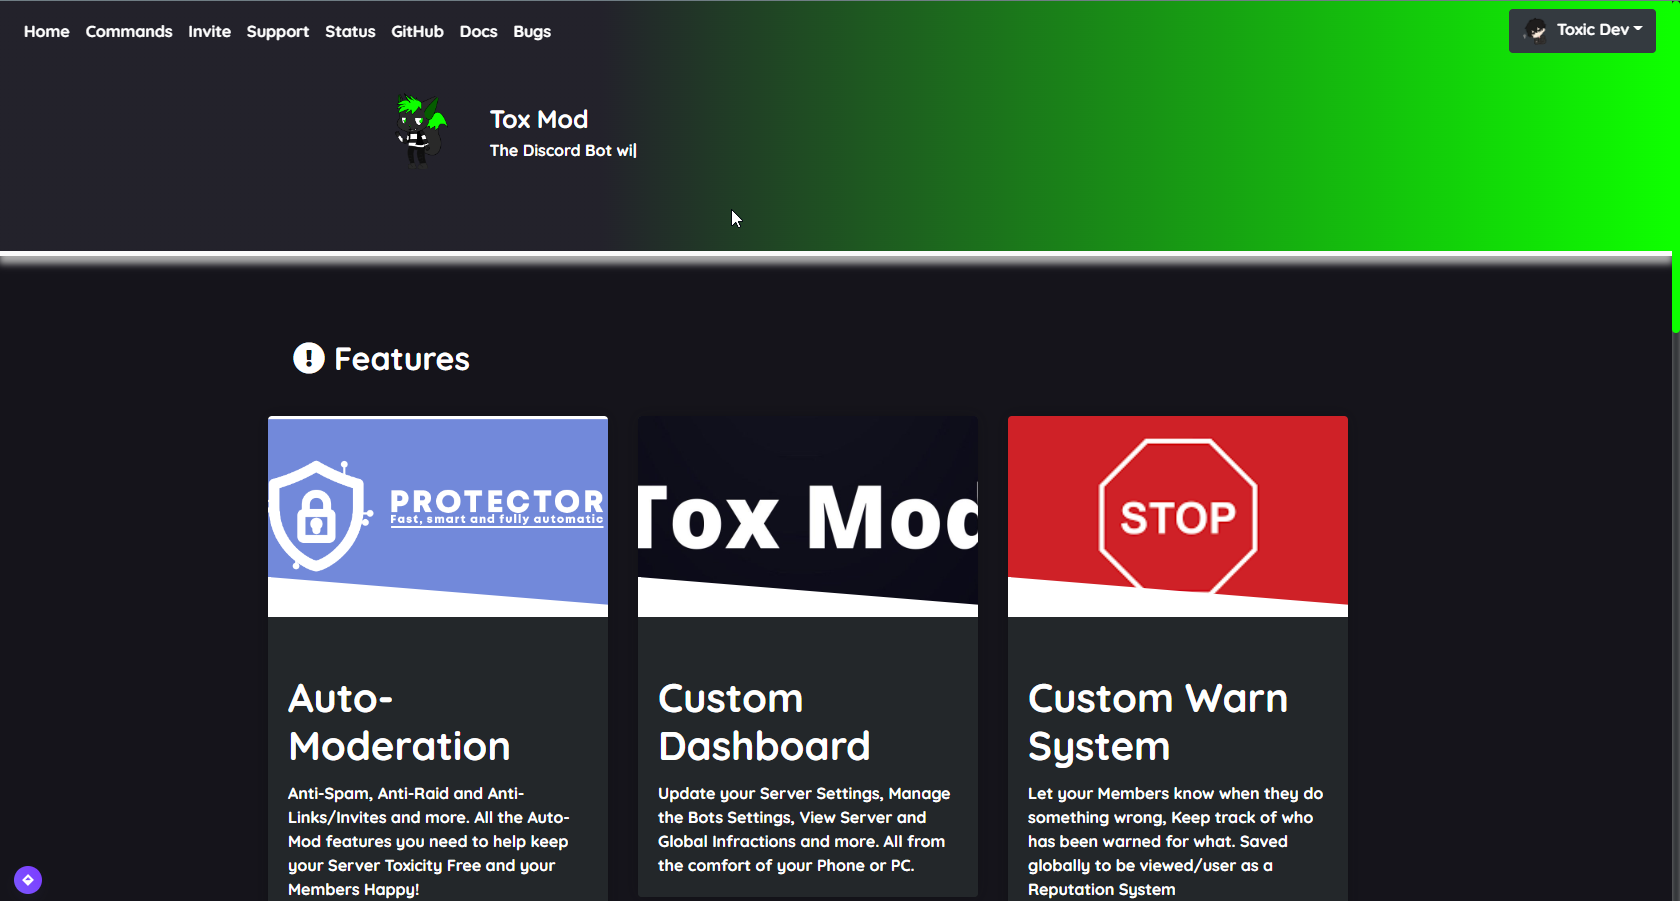 Home Commands Invite Support Status GitHub Docs Bugs
Toxic Dev
Tox Mod
The Discord Bot wi|
Features
PROTECTOR
Fast, smart and fully automatic
Tox Mod
STOP
Auto-
Moderation
Anti-Spam, Anti-Raid and Anti-
Links/Invites and more. All the Auto-
Mod features you need to help keep
your Server Toxicity Free and your
Members Happy!
Custom
Dashboard
Update your Server Settings, Manage
the Bots Settings, View Server and
Global Infractions and more. All from
the comfort of your Phone or PC.
Custom Warn
System
Let your Members know when they do
something wrong, Keep track of who
has been warned for what. Saved
globally to be viewed/user as a
Reputation System